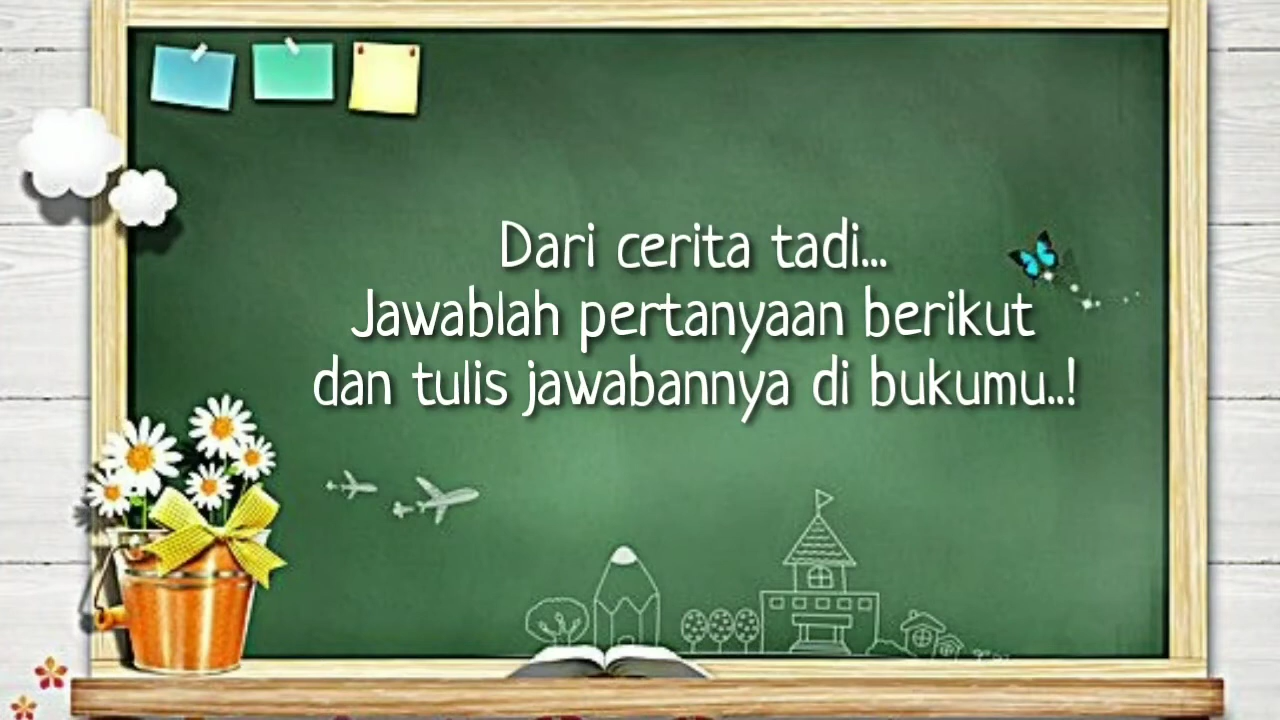 Dari cerita tadi...
Jawablah pertanyaan berikut
dan tulis jawabannya di bukumu..!